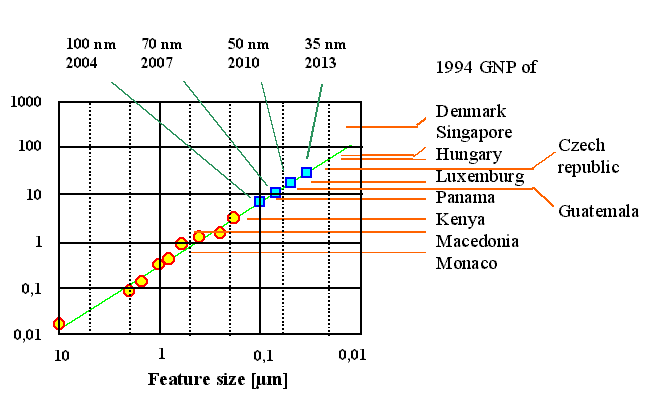 100 nm 70 nm 50 nm 35 nm
2004 2007 2010 2013
1994 GNP of
1000
100
10
1
0,1
0,01
Denmark
Singapore
Hungary
Luxemburg
Panama
Kenya
Macedonia
Monaco
Czech
republic
Guatemala
10 1 0,1 0,01
Feature size [µm]